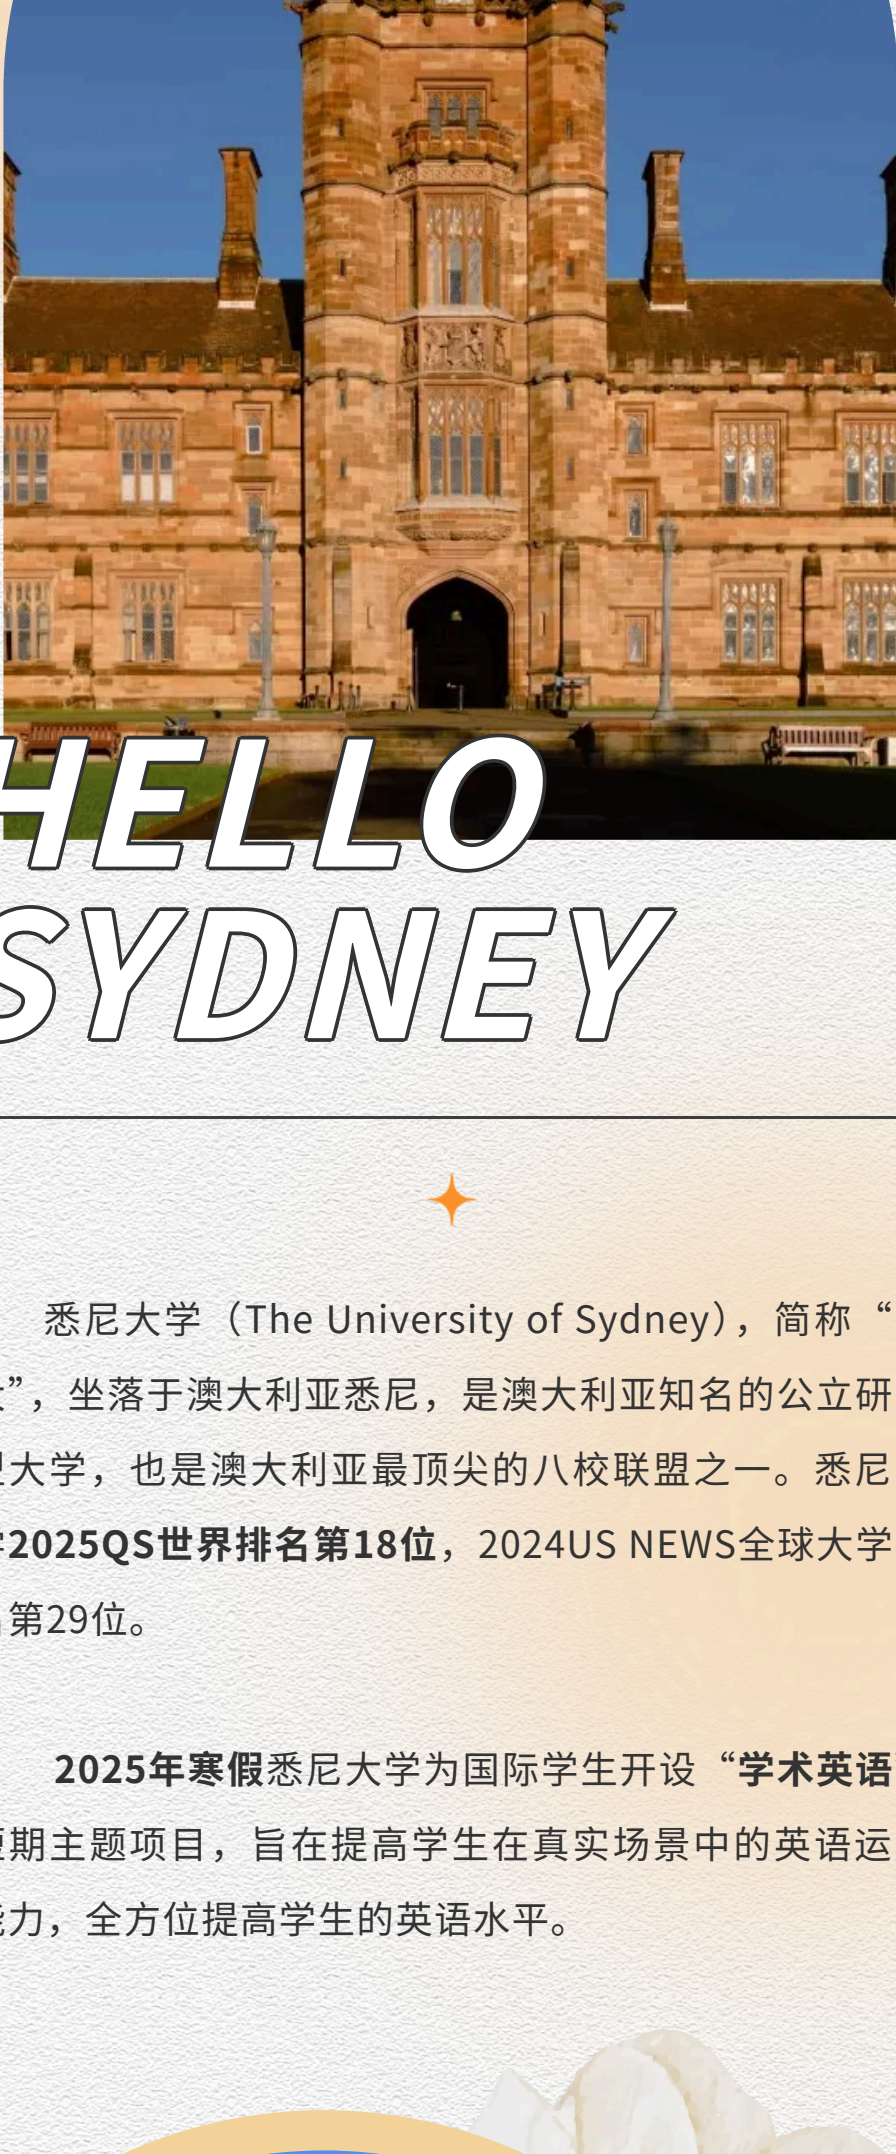 HELLO
SYDNEY
悉尼大学（The University of Sydney），简称“
”，坐落于澳大利亚悉尼，是澳大利亚知名的公立研
大学，也是澳大利亚最顶尖的八校联盟之一。悉尼
2025QS世界排名第18位，2024US NEWS全球大学
第29位。
2025年寒假悉尼大学为国际学生开设“学术英语
短期主题项目，旨在提高学生在真实场景中的英语运
能力，全方位提高学生的英语水平。